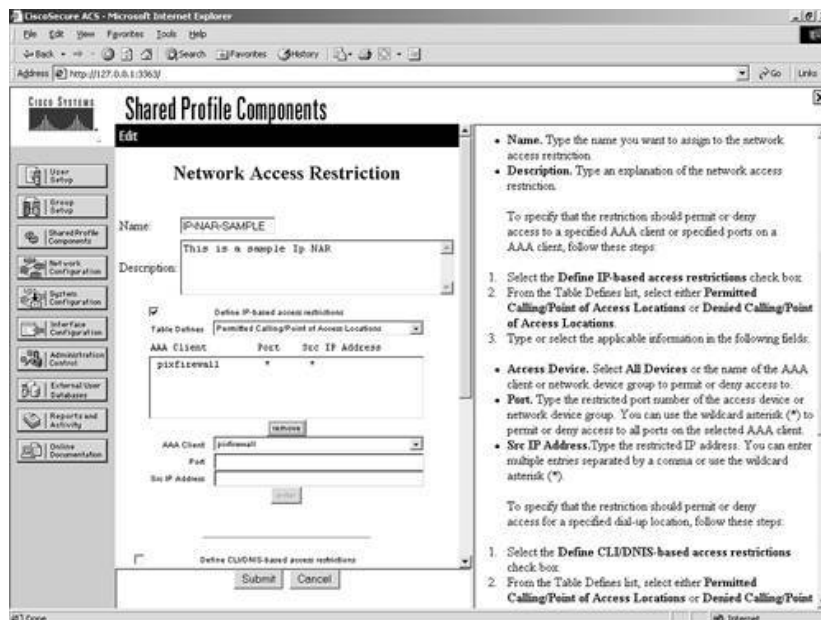 CiscoSecure ACS - Microsoft Internet Explorer
File Edit View Favorites Tools Help
Back Search Favorites History
Address http://127.0.0.1:3363/ Go Links
CISCO SYSTEMS
Shared Profile Components
Edit
User Setup
Group Setup
Shared Profile Components
Network Configuration
System Configuration
Interface Configuration
Administration Control
External User Databases
Reports and Activity
Online Documentation
Network Access Restriction
Name: IP-NAR-SAMPLE
Description: This is a sample Ip NAR
Define IP-based access restrictions
Table Defines Permitted Calling/Point of Access Locations
AAA Client Port Src IP Address
pixfirewall * *
remove
AAA Client pixfirewall
Port
Src IP Address
enter
Define CLI/DNIS-based access restrictions
Submit Cancel
• Name. Type the name you want to assign to the network
access restriction.
• Description. Type an explanation of the network access
restriction.
To specify that the restriction should permit or deny
access to a specified AAA client or specified ports on a
AAA client, follow these steps:
1. Select the Define IP-based access restrictions check box.
2. From the Table Defines list, select either Permitted
Calling/Point of Access Locations or Denied Calling/Point
of Access Locations.
3. Type or select the applicable information in the following fields:
• Access Device. Select All Devices or the name of the AAA
client or network device group to permit or deny access to.
• Port. Type the restricted port number of the access device or
network device group. You can use the wildcard asterisk (*) to
permit or deny access to all ports on the selected AAA client.
• Src IP Address.Type the restricted IP address. You can enter
multiple entries separated by a comma or use the wildcard
asterisk (*).
To specify that the restriction should permit or deny
access for a specified dial-up location, follow these steps:
1. Select the Define CLI/DNIS-based access restrictions
check box.
2. From the Table Defines list, select either Permitted
Calling/Point of Access Locations or Denied Calling/Point
Done
Internet